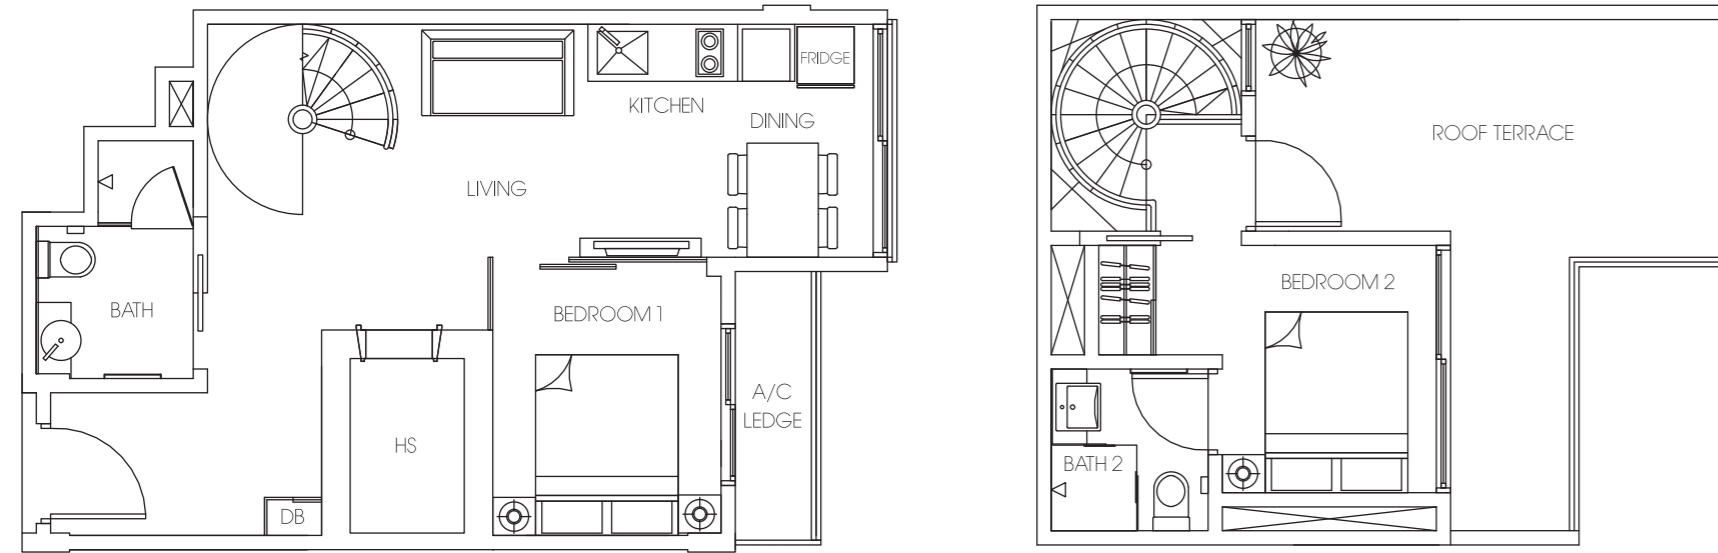 FRIDGE
KITCHEN
DINING
LIVING
BATH
BEDROOM 1
A/C
LEDGE
HS
DB
ROOF TERRACE
BEDROOM 2
BATH 2